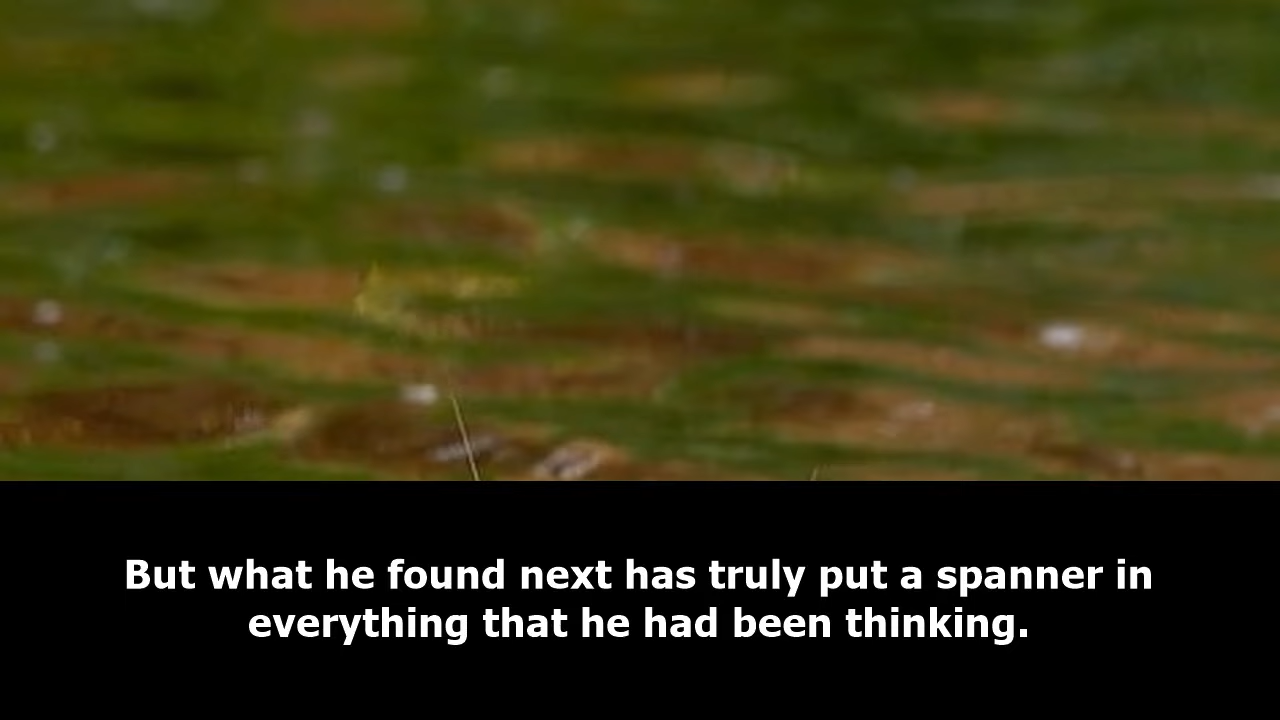 But what he found next has truly put a spanner in
everything that he had been thinking.